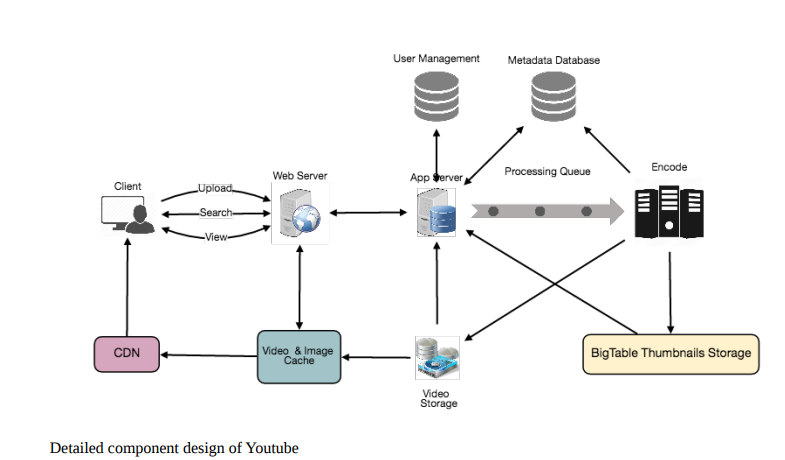 User Management
Metadata Database
Processing Queue
Encode
Client
Upload
Web Server
App Server
Search
View
CDN
Video & Image
Cache
BigTable Thumbnails Storage
Video
Storage
Detailed component design of Youtube